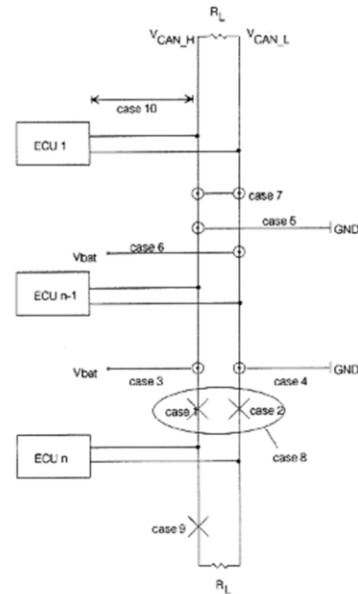 R_L
V_CAN_H V_CAN_L
case 10
ECU 1
case 7
case 5
GND
case 6
Vbat
ECU n-1
Vbat
case 3
case 4
GND
case 1
case 2
case 8
ECU n
case 9
R_L